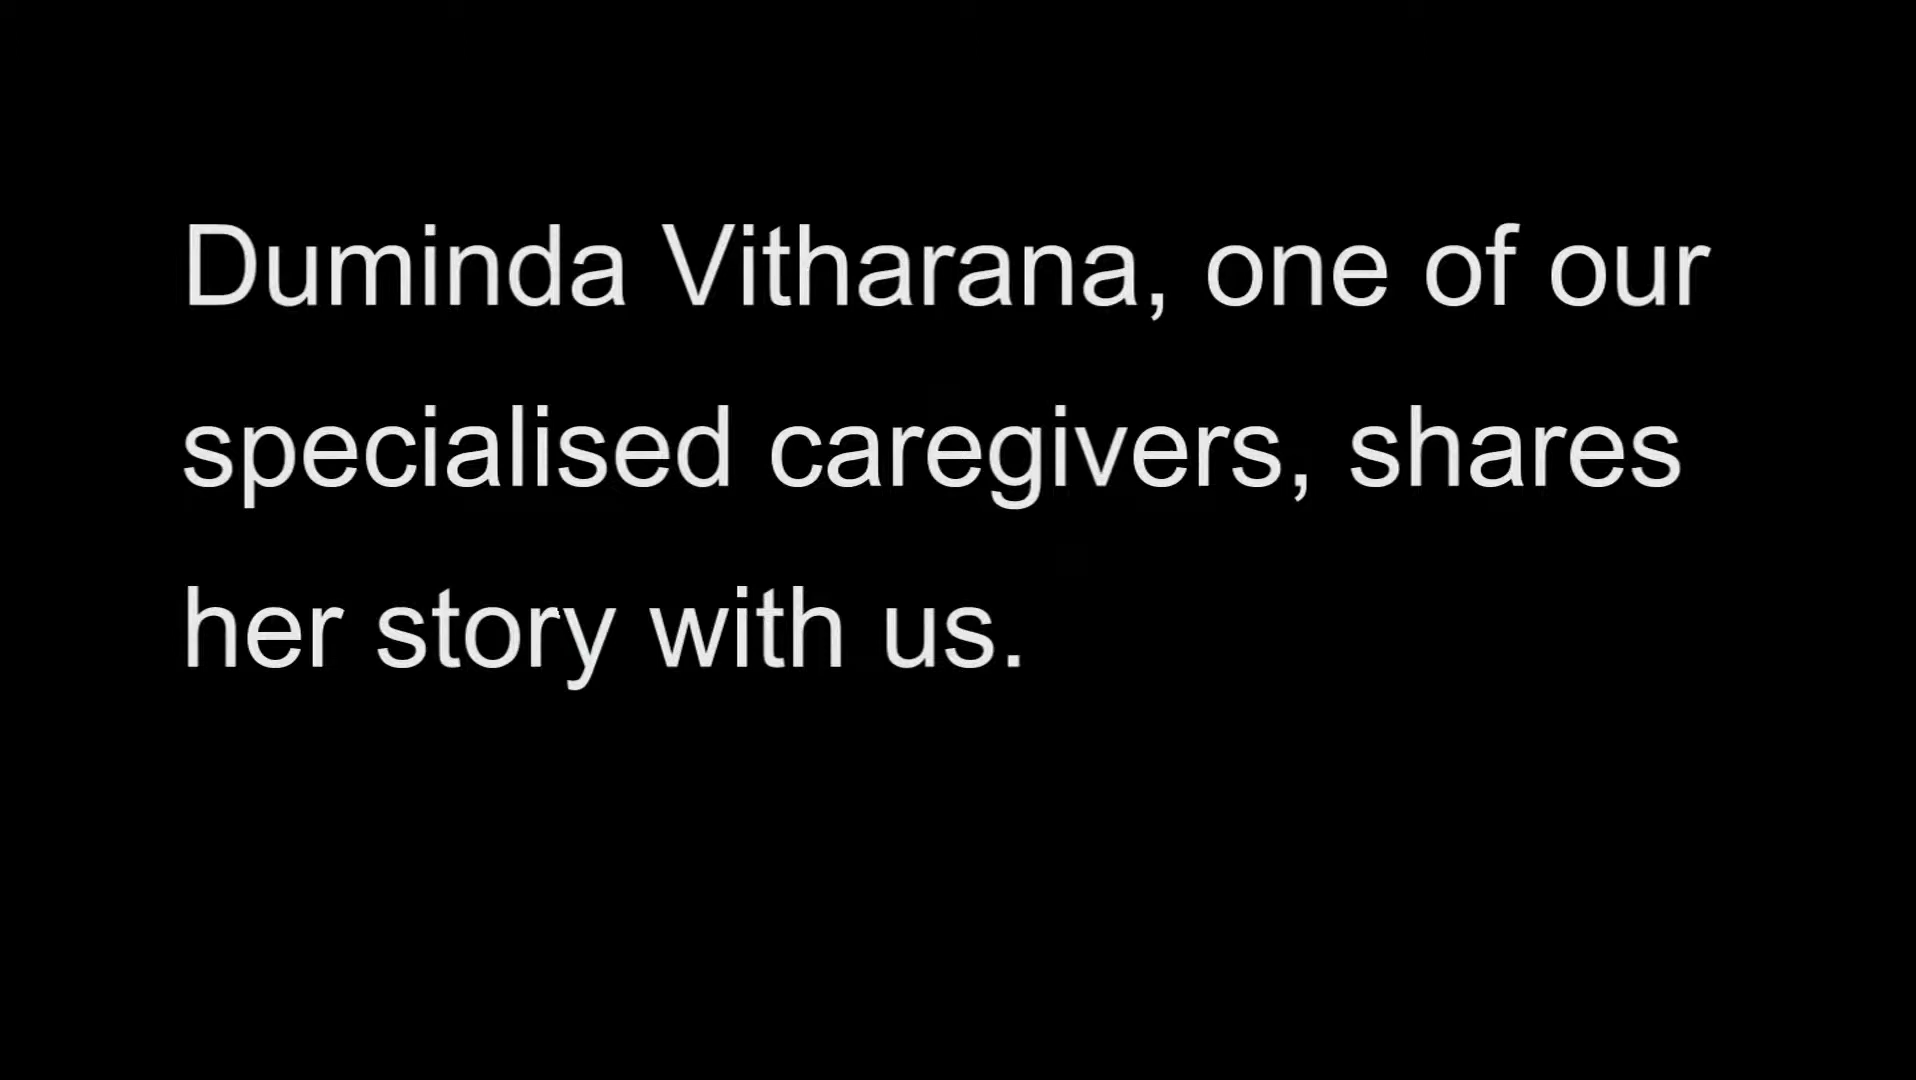 Duminda Vitharana, one of our
specialised caregivers, shares
her story with us.